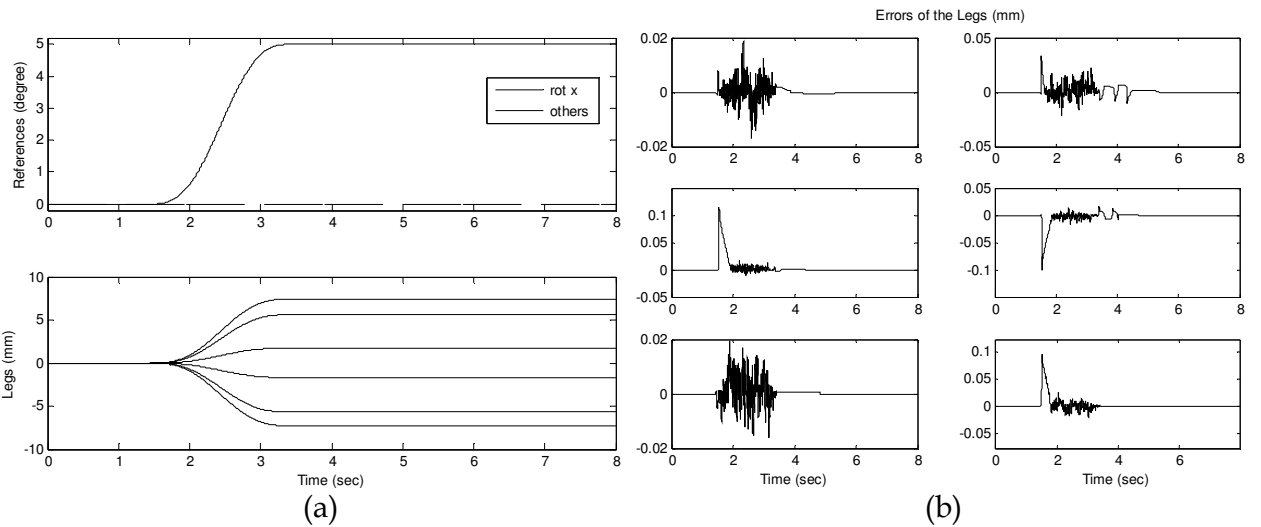 References (degree)
5
4
3
2
1
0
rot x
others
0 1 2 3 4 5 6 7 8
Legs (mm)
10
5
0
-5
-10
0 1 2 3 4 5 6 7 8
Time (sec)
(a)
Errors of the Legs (mm)
0.02
0
-0.02
0 2 4 6 8
0.05
0
-0.05
0 2 4 6 8
0.1
0.05
0
-0.05
0 2 4 6 8
0.05
0
-0.05
-0.1
0 2 4 6 8
0.02
0
-0.02
0 2 4 6 8
Time (sec)
0.1
0.05
0
-0.05
0 2 4 6
Time (sec)
8
(b)